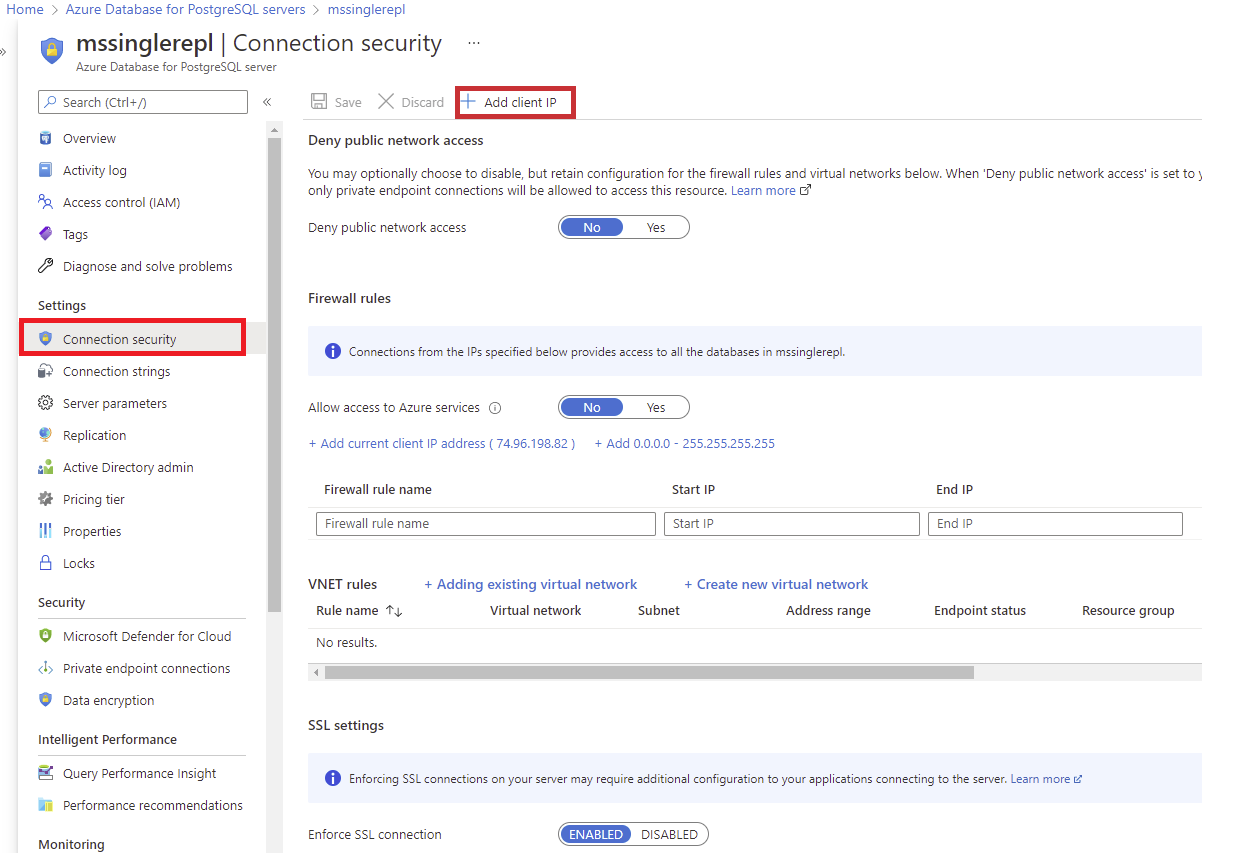 Home > Azure Database for PostgreSQL servers > mssinglerepl
»
mssinglerepl | Connection security ...
Azure Database for PostgreSQL server
Search (Ctrl+/)
«
Overview
Activity log
Access control (IAM)
Tags
Diagnose and solve problems
Settings
Connection security
Connection strings
Server parameters
Replication
Active Directory admin
Pricing tier
Properties
Locks
Security
Microsoft Defender for Cloud
Private endpoint connections
Data encryption
Intelligent Performance
Query Performance Insight
Performance recommendations
Monitoring
Save Discard + Add client IP
Deny public network access
You may optionally choose to disable, but retain configuration for the firewall rules and virtual networks below. When 'Deny public network access' is set to
only private endpoint connections will be allowed to access this resource. Learn more
Deny public network access No Yes
Firewall rules
Connections from the IPs specified below provides access to all the databases in mssinglerepl.
Allow access to Azure services No Yes
+ Add current client IP address ( 74.96.198.82 ) + Add 0.0.0.0 - 255.255.255.255
Firewall rule name Start IP End IP
Firewall rule name Start IP End IP
VNET rules + Adding existing virtual network + Create new virtual network
Rule name ↑↓ Virtual network Subnet Address range Endpoint status Resource group
No results.
SSL settings
Enforcing SSL connections on your server may require additional configuration to your applications connecting to the server. Learn more
Enforce SSL connection ENABLED DISABLED